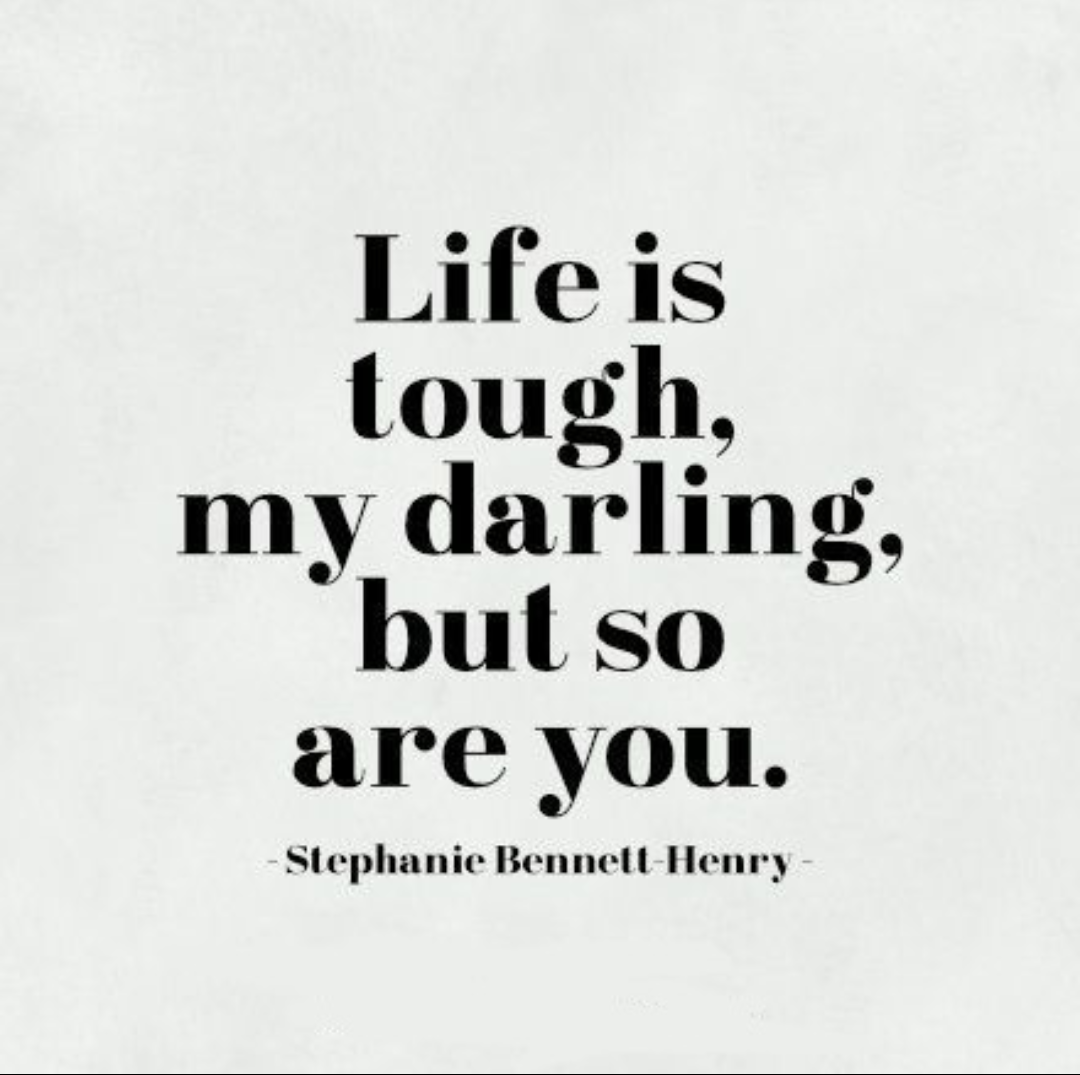 Life is
tough,
my darling,
but so
are you.
- Stephanie Bennett-Henry -